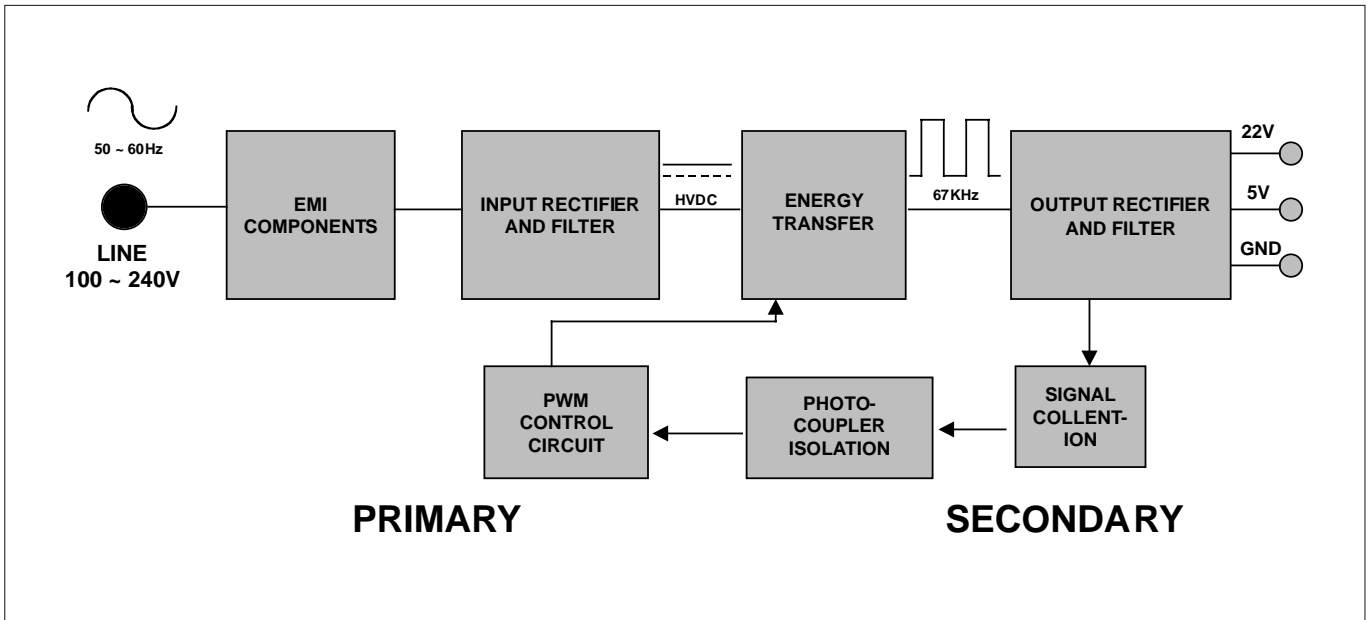 50 ~ 60Hz
LINE
100 ~ 240V
EMI
COMPONENTS
INPUT RECTIFIER
AND FILTER
HVDC
ENERGY
TRANSFER
67KHz
OUTPUT RECTIFIER
AND FILTER
22V
5V
GND
PWM
CONTROL
CIRCUIT
PHOTO-
COUPLER
ISOLATION
SIGNAL
COLLENT-
ION
PRIMARY
SECONDARY